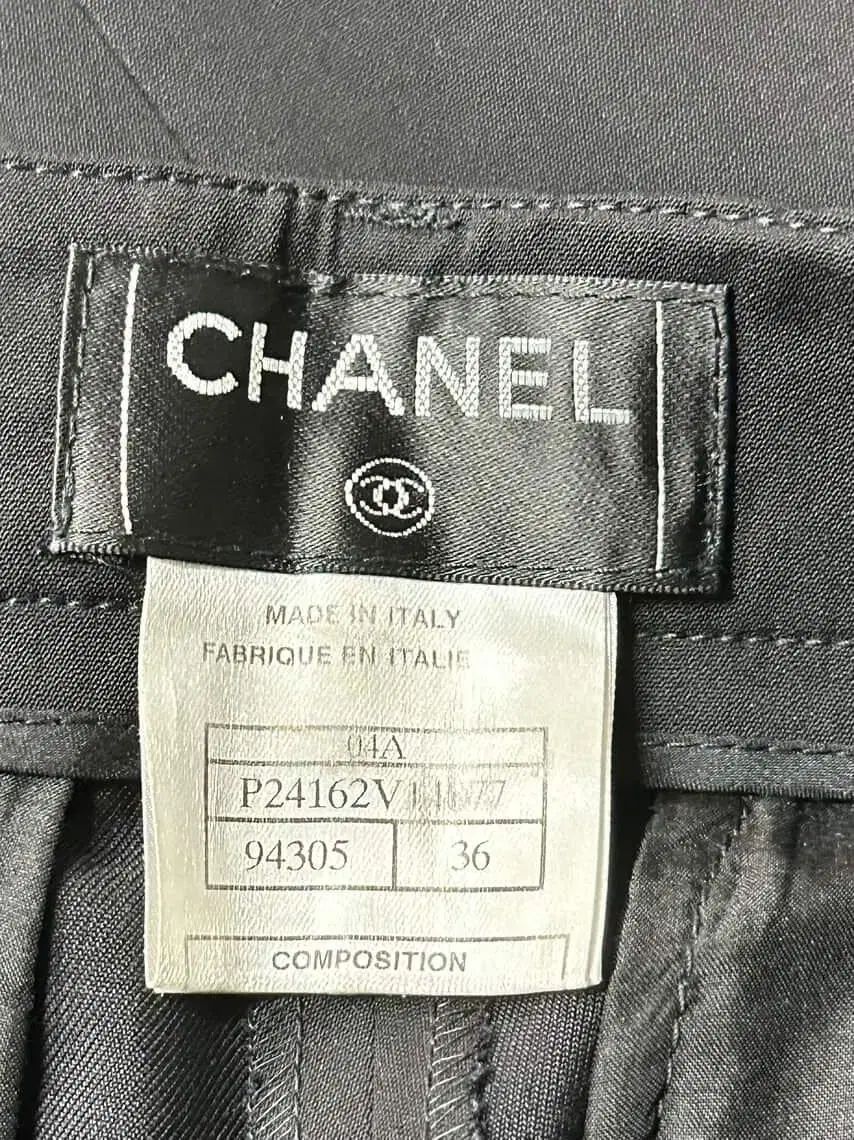 CHANEL
MADE IN ITALY
FABRIQUE EN ITALIE
04A
P24162V
94305 36
COMPOSITION